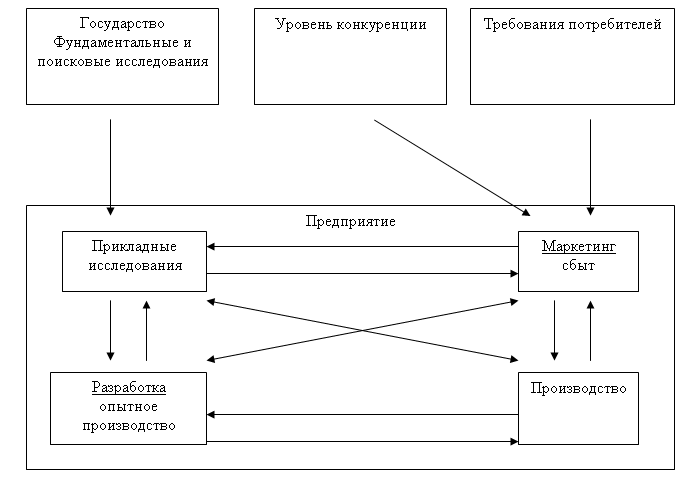 Государство
Фундаментальные и
поисковые исследования
Уровень конкуренции
Требования потребителей
Предприятие
Прикладные
исследования
Маркетинг
сбыт
Разработка
опытное
производство
Производство